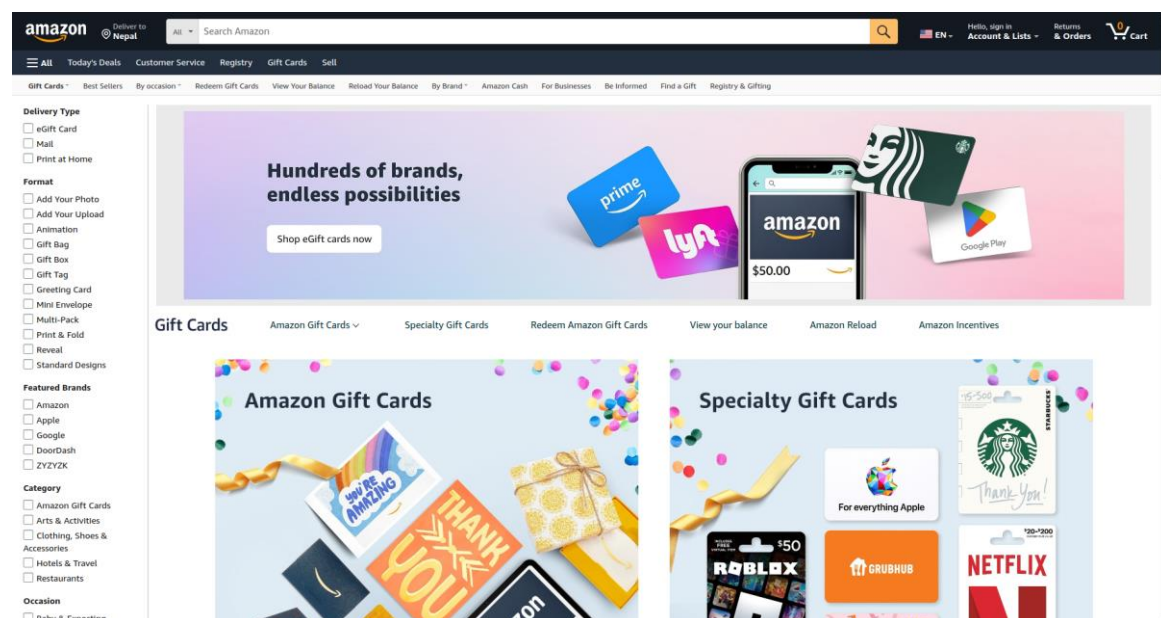 amazon
Deliver to
Nepal
All
Search Amazon
EN
Hello, sign in
Account & Lists
Returns
& Orders
0
Cart
All
Today's Deals
Customer Service
Registry
Gift Cards
Sell
Gift Cards
Best Sellers
By occasion
Redeem Gift Cards
View Your Balance
Reload Your Balance
By Brand
Amazon Cash
For Businesses
Be Informed
Find a Gift
Registry & Gifting
Delivery Type
eGift Card
Mail
Print at Home
Format
Add Your Photo
Add Your Upload
Animation
Gift Bag
Gift Box
Gift Tag
Greeting Card
Mini Envelope
Multi-Pack
Print & Fold
Reveal
Standard Designs
Featured Brands
Amazon
Apple
Google
DoorDash
ZYZYZK
Category
Amazon Gift Cards
Arts & Activities
Clothing, Shoes &
Accessories
Hotels & Travel
Restaurants
Occasion
Hundreds of brands,
endless possibilities
Shop eGift cards now
prime
lyft
amazon
$50.00
Google Play
Gift Cards
Amazon Gift Cards
Specialty Gift Cards
Redeem Amazon Gift Cards
View your balance
Amazon Reload
Amazon Incentives
Amazon Gift Cards
YOU'RE
AMAZING
THANK
YOU
amazon
Specialty Gift Cards
STARBUCKS
Thank You!
For everything Apple
$50
ROBLOX
GRUBHUB
NETFLIX